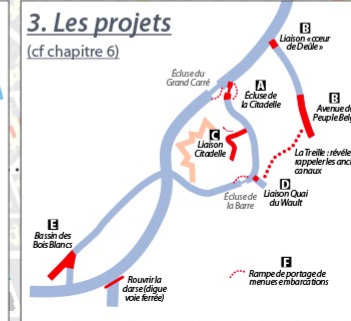 3. Les projets
(cf chapitre 6)
B
Liaison «cœur
de Deûle»
Écluse du
Grand Carré
A
Écluse de
la Citadelle
B
Avenue du
Peuple Belg
C
Liaison
Citadelle
La Treille : révéle
rappeler les anci
canaux
D
Liaison Quai
du Wault
Écluse de
la Barre
E
Bassin des
Bois Blancs
Rouvrir la
darse (digue
voie ferrée)
F
Rampe de portage de
menues embarcations